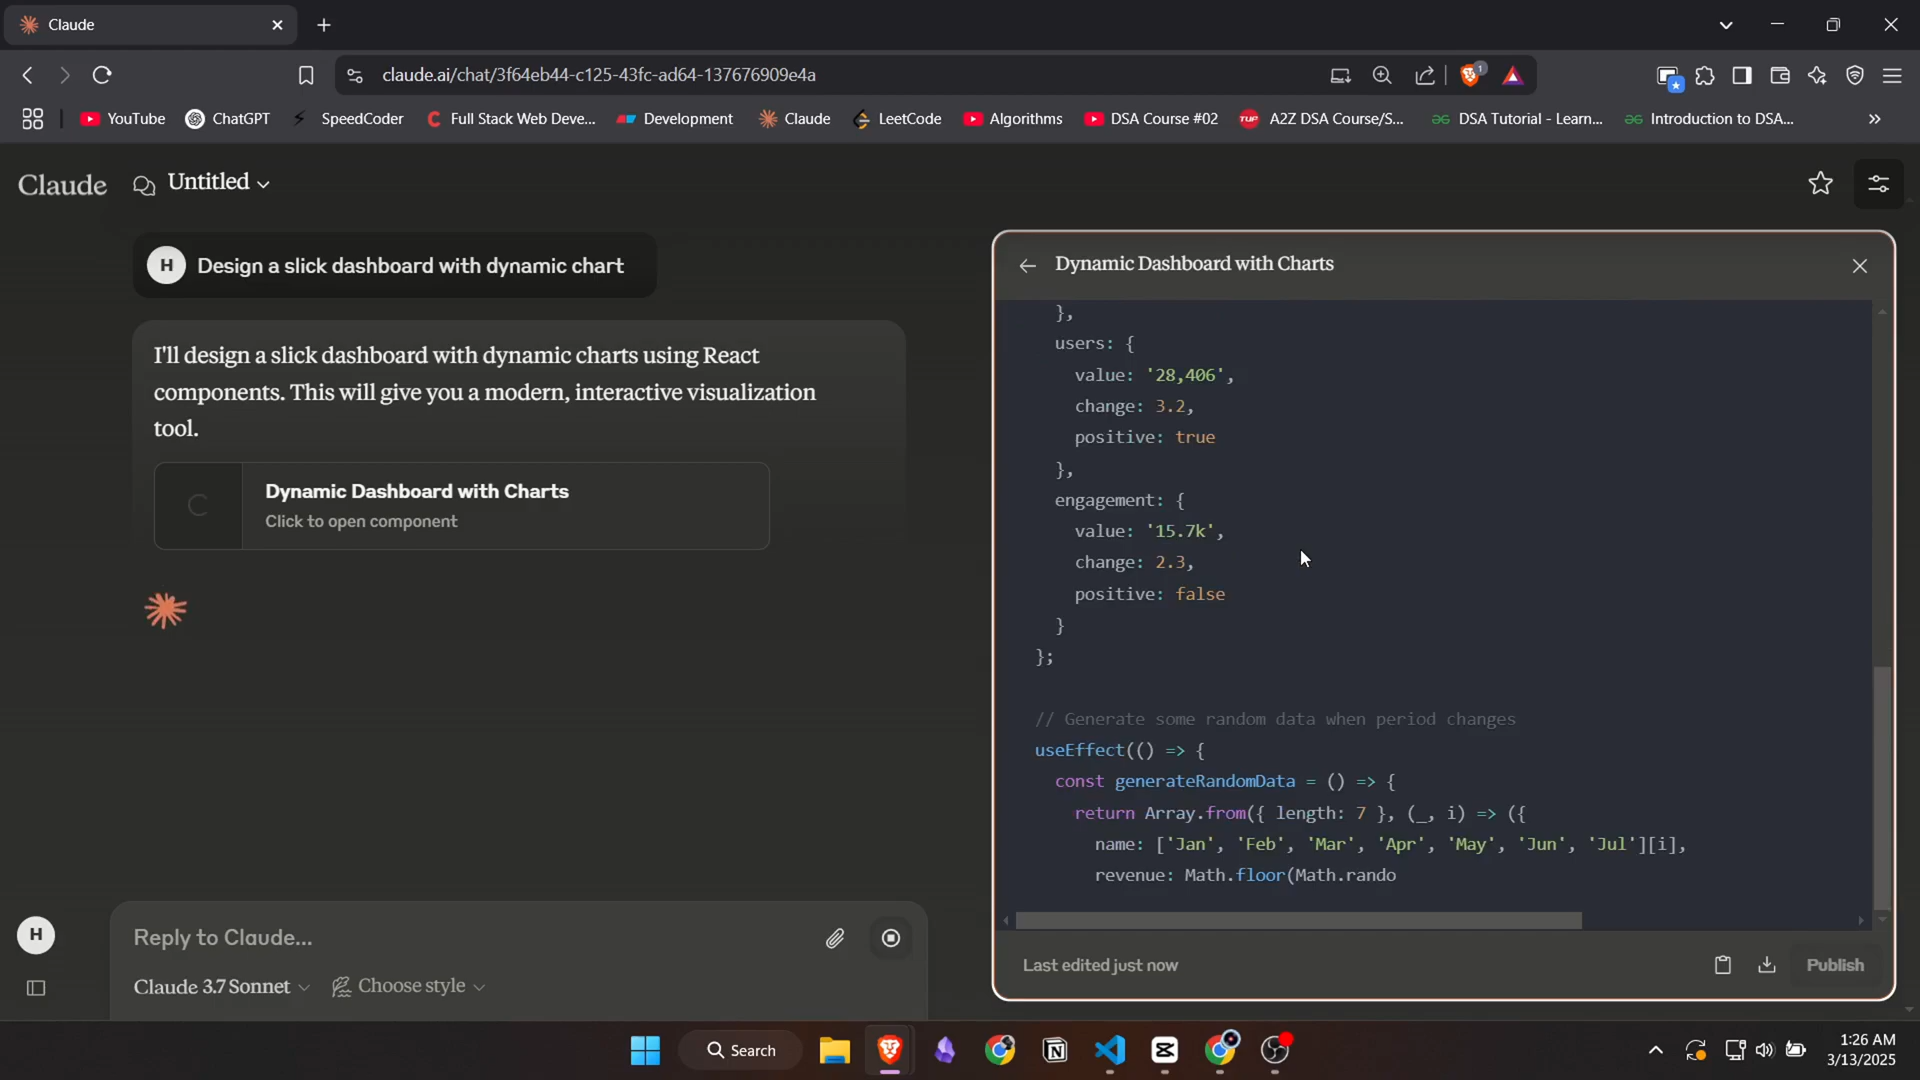 Claude
claude.ai/chat/3f64eb44-c125-43fc-ad64-137676909e4a
1
YouTube
ChatGPT
SpeedCoder
Full Stack Web Deve...
Development
Claude
LeetCode
Algorithms
DSA Course #02
TUF
A2Z DSA Course/S...
DSA Tutorial - Learn...
Introduction to DSA...
Claude
Untitled
H
Design a slick dashboard with dynamic chart
I'll design a slick dashboard with dynamic charts using React
components. This will give you a modern, interactive visualization
tool.
Dynamic Dashboard with Charts
Click to open component
H
Reply to Claude...
Claude 3.7 Sonnet
Choose style
Dynamic Dashboard with Charts
},
users: {
value: '28,406',
change: 3.2,
positive: true
},
engagement: {
value: '15.7k',
change: 2.3,
positive: false
}
};
// Generate some random data when period changes
useEffect(() => {
const generateRandomData = () => {
return Array.from({ length: 7 }, (_, i) => ({
name: ['Jan', 'Feb', 'Mar', 'Apr', 'May', 'Jun', 'Jul'][i],
revenue: Math.floor(Math.rando
Last edited just now
Publish
Search
1:26 AM
3/13/2025